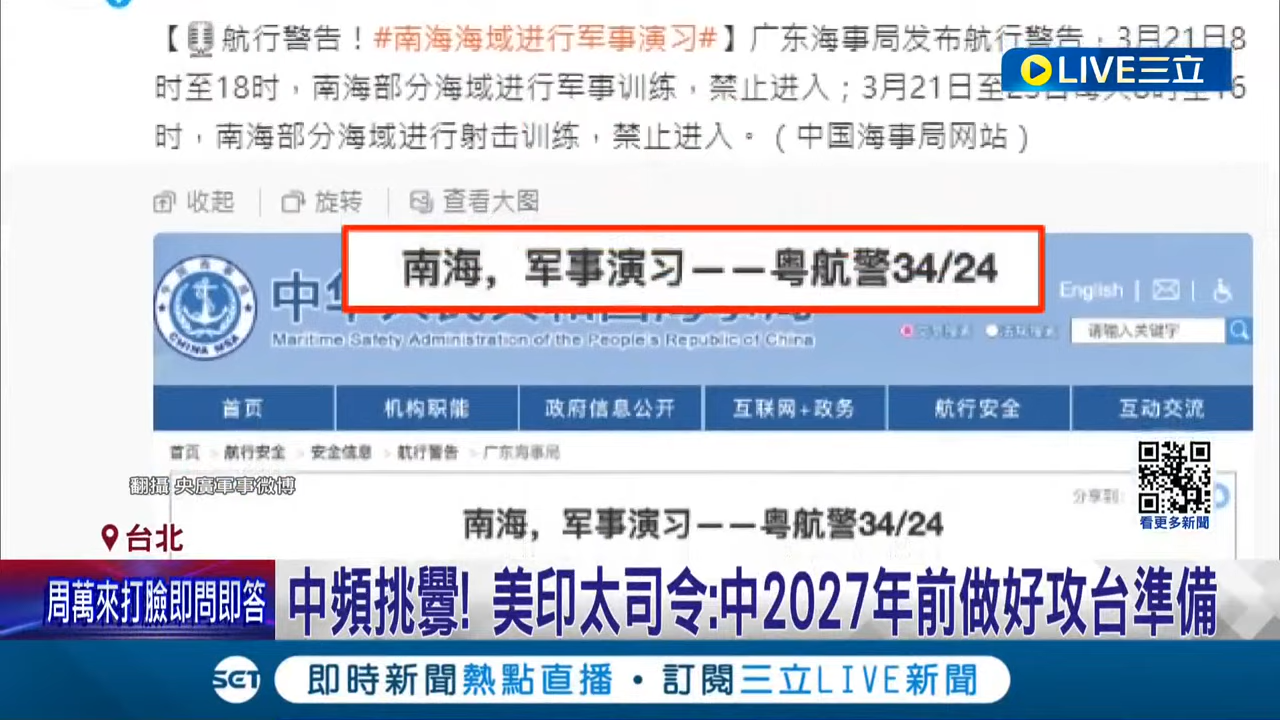 【航行警告！#南海海域进行军事演习#】广东海事局发布航行警告，3月21日8
时至18时，南海部分海域进行军事训练，禁止进入；3月21日至25日每天8时至16
时，南海部分海域进行射击训练，禁止进入。（中国海事局网站）
LIVE三立
收起 旋转 查看大图
南海，军事演习——粤航警34/24
English
Maritime Safety Administration of the People's Republic of China
CHINA MSA
请输入关键字
首页 机构职能 政府信息公开 互联网+政务 航行安全 互动交流
首页 > 航行安全 > 安全信息 > 航行警告 > 广东海事局
翻攝 央廣軍事微博
分享到:
南海，军事演习——粤航警34/24
看更多新聞
台北
周萬來打臉即問即答
中頻挑釁! 美印太司令:中2027年前做好攻台準備
SET 即時新聞熱點直播·訂閱三立LIVE新聞